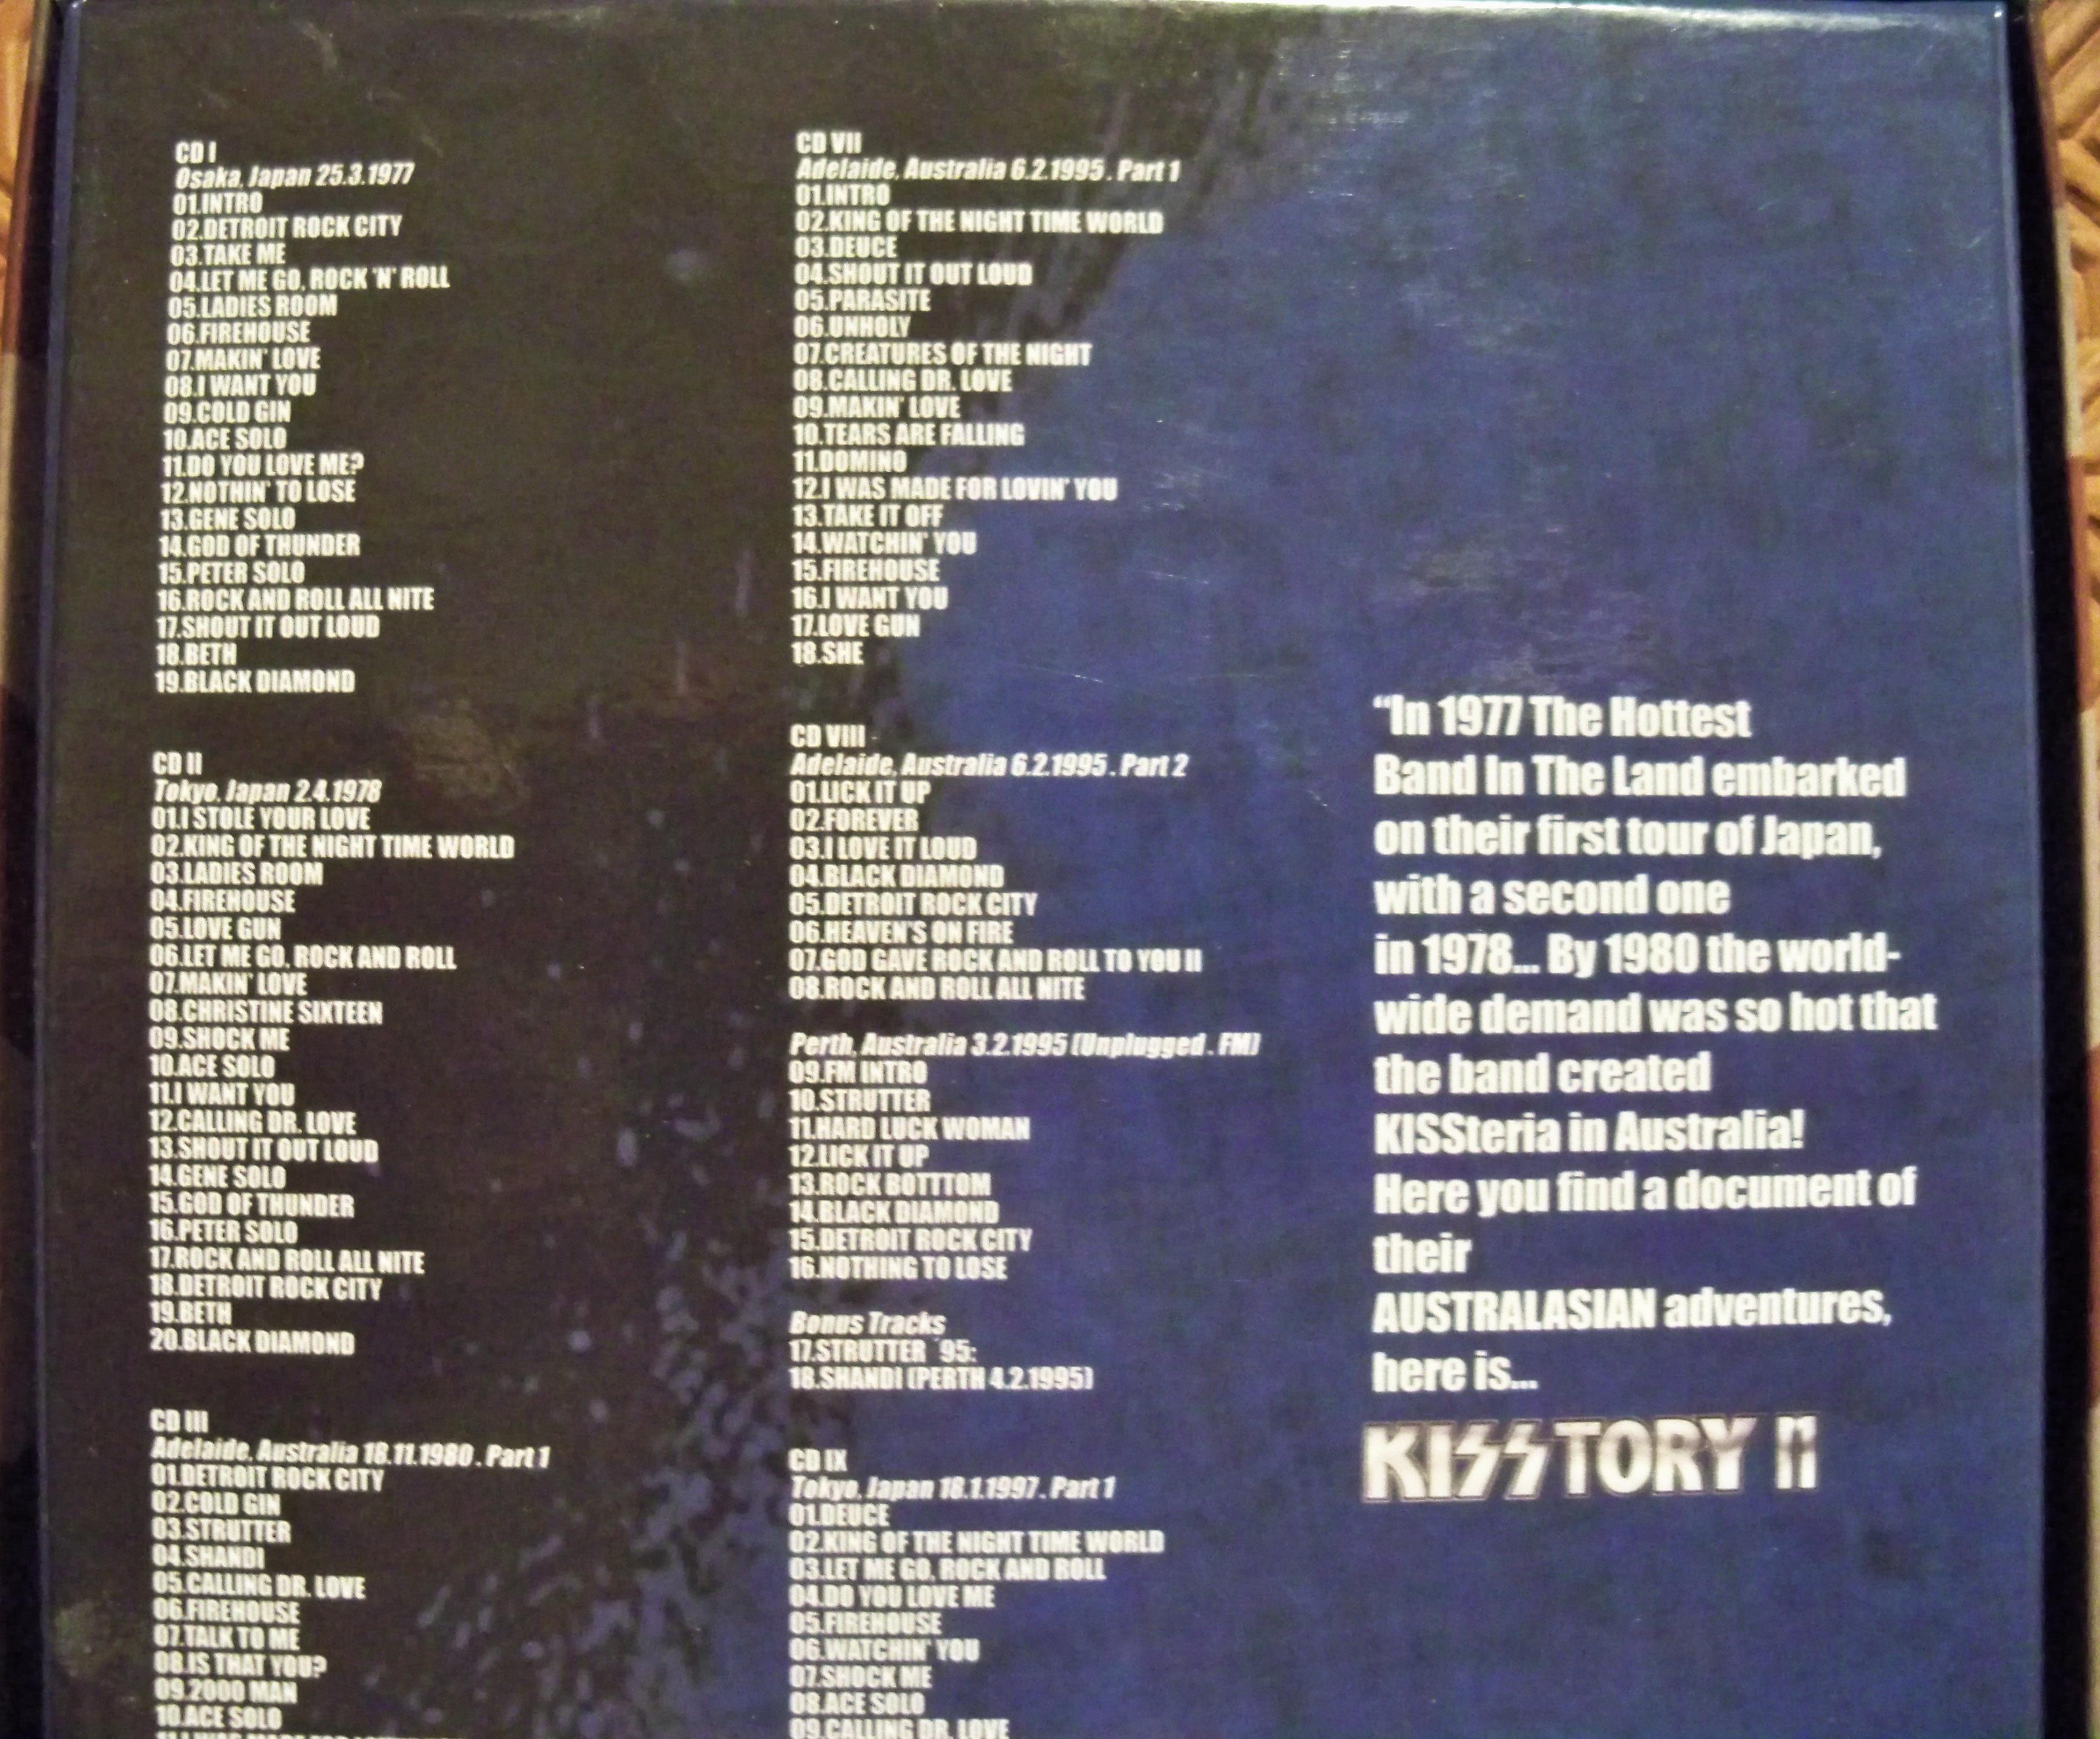 CD I
Osaka, Japan 25.3.1977
01.INTRO
02.DETROIT ROCK CITY
03.TAKE ME
04.LET ME GO, ROCK 'N' ROLL
05.LADIES ROOM
06.FIREHOUSE
07.MAKIN' LOVE
08.I WANT YOU
09.COLD GIN
10.ACE SOLO
11.DO YOU LOVE ME?
12.NOTHIN' TO LOSE
13.GENE SOLO
14.GOD OF THUNDER
15.PETER SOLO
16.ROCK AND ROLL ALL NITE
17.SHOUT IT OUT LOUD
18.BETH
19.BLACK DIAMOND
CD II
Tokyo, Japan 2.4.1978
01.I STOLE YOUR LOVE
02.KING OF THE NIGHT TIME WORLD
03.LADIES ROOM
04.FIREHOUSE
05.LOVE GUN
06.LET ME GO, ROCK AND ROLL
07.MAKIN' LOVE
08.CHRISTINE SIXTEEN
09.SHOCK ME
10.ACE SOLO
11.I WANT YOU
12.CALLING DR. LOVE
13.SHOUT IT OUT LOUD
14.GENE SOLO
15.GOD OF THUNDER
16.PETER SOLO
17.ROCK AND ROLL ALL NITE
18.DETROIT ROCK CITY
19.BETH
20.BLACK DIAMOND
CD III
Adelaide, Australia 18.11.1980 . Part 1
01.DETROIT ROCK CITY
02.COLD GIN
03.STRUTTER
04.SHANDI
05.CALLING DR. LOVE
06.FIREHOUSE
07.TALK TO ME
08.IS THAT YOU?
09.2000 MAN
10.ACE SOLO
CD VII
Adelaide, Australia 6.2.1995 . Part 1
01.INTRO
02.KING OF THE NIGHT TIME WORLD
03.DEUCE
04.SHOUT IT OUT LOUD
05.PARASITE
06.UNHOLY
07.CREATURES OF THE NIGHT
08.CALLING DR. LOVE
09.MAKIN' LOVE
10.TEARS ARE FALLING
11.DOMINO
12.I WAS MADE FOR LOVIN' YOU
13.TAKE IT OFF
14.WATCHIN' YOU
15.FIREHOUSE
16.I WANT YOU
17.LOVE GUN
18.SHE
CD VIII
Adelaide, Australia 6.2.1995 . Part 2
01.LICK IT UP
02.FOREVER
03.I LOVE IT LOUD
04.BLACK DIAMOND
05.DETROIT ROCK CITY
06.HEAVEN'S ON FIRE
07.GOD GAVE ROCK AND ROLL TO YOU II
08.ROCK AND ROLL ALL NITE
Perth, Australia 3.2.1995 (Unplugged . FM)
09.FM INTRO
10.STRUTTER
11.HARD LUCK WOMAN
12.LICK IT UP
13.ROCK BOTTTOM
14.BLACK DIAMOND
15.DETROIT ROCK CITY
16.NOTHING TO LOSE
Bonus Tracks
17.STRUTTER ´95:
18.SHANDI (PERTH 4.2.1995)
CD IX
Tokyo, Japan 18.1.1997 . Part 1
01.DEUCE
02.KING OF THE NIGHT TIME WORLD
03.LET ME GO, ROCK AND ROLL
04.DO YOU LOVE ME
05.FIREHOUSE
06.WATCHIN' YOU
07.SHOCK ME
08.ACE SOLO
09.CALLING DR. LOVE
“In 1977 The Hottest
Band In The Land embarked
on their first tour of Japan,
with a second one
in 1978... By 1980 the world-
wide demand was so hot that
the band created
KISSteria in Australia!
Here you find a document of
their
AUSTRALASIAN adventures,
here is...
KISSTORY II